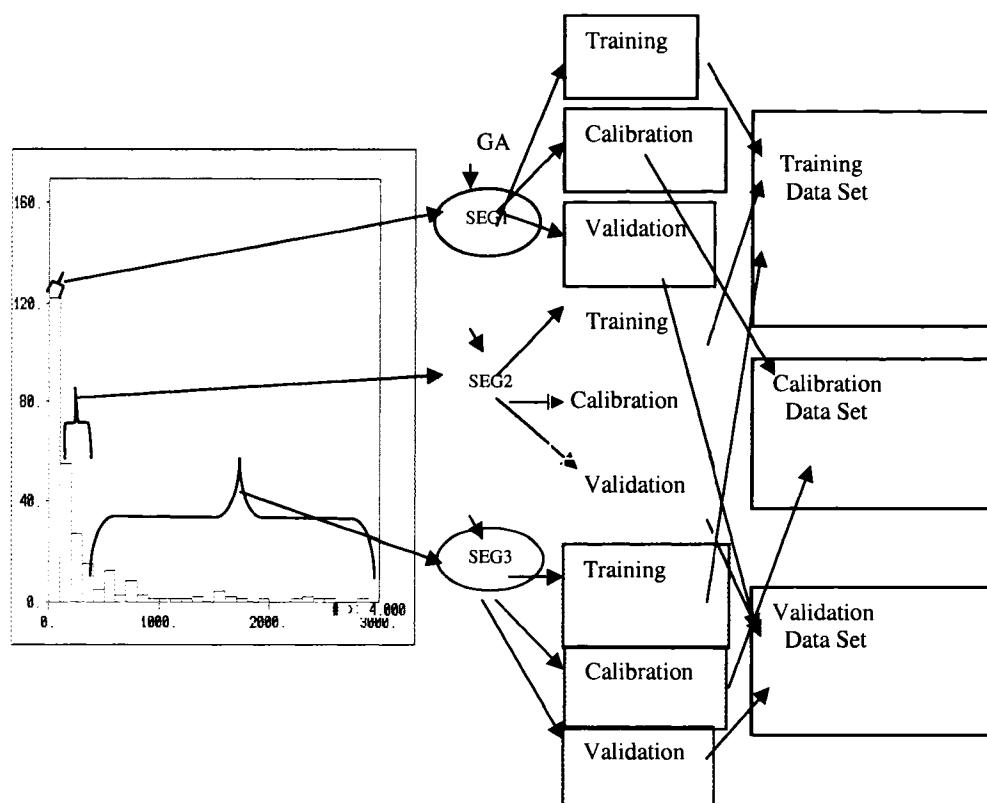 Training
Calibration
GA
Validation
SEG1
Training
SEG2
Calibration
Validation
SEG3
Training
Calibration
Validation
Training
Data Set
Calibration
Data Set
Validation
Data Set
160.
120.
80.
40.
0.
0.
1000.
2000.
3000.
> : 4.000